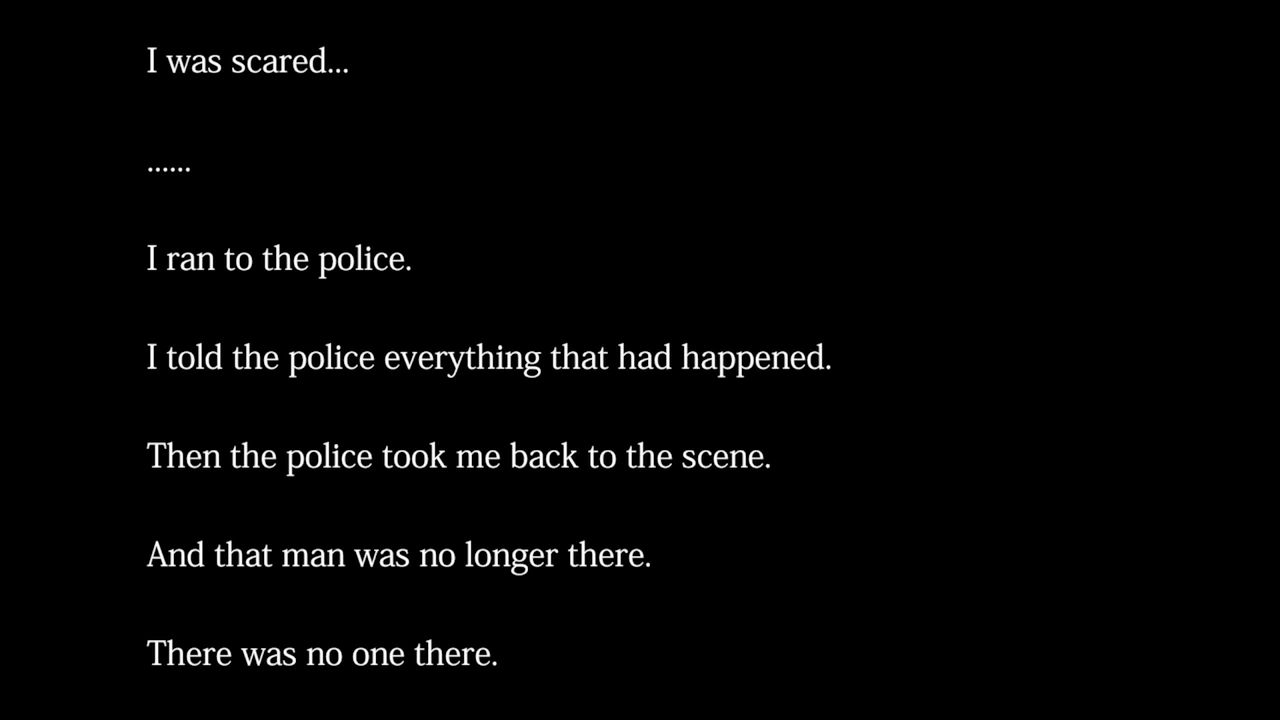 I was scared...
......
I ran to the police.
I told the police everything that had happened.
Then the police took me back to the scene.
And that man was no longer there.
There was no one there.